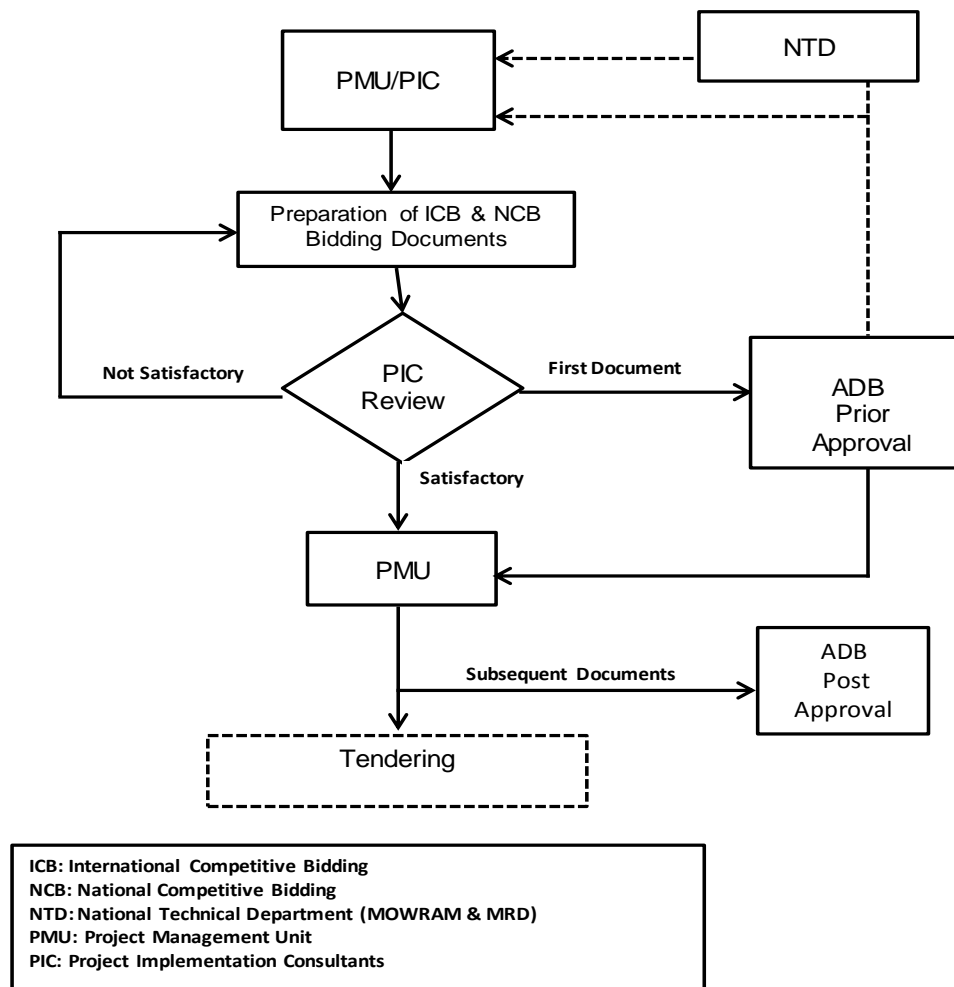 NTD
PMU/PIC
Preparation of ICB & NCB
Bidding Documents
Not Satisfactory
PIC
Review
First Document
ADB
Prior
Approval
Satisfactory
PMU
Subsequent Documents
ADB
Post
Approval
Tendering
ICB: International Competitive Bidding
NCB: National Competitive Bidding
NTD: National Technical Department (MOWRAM & MRD)
PMU: Project Management Unit
PIC: Project Implementation Consultants